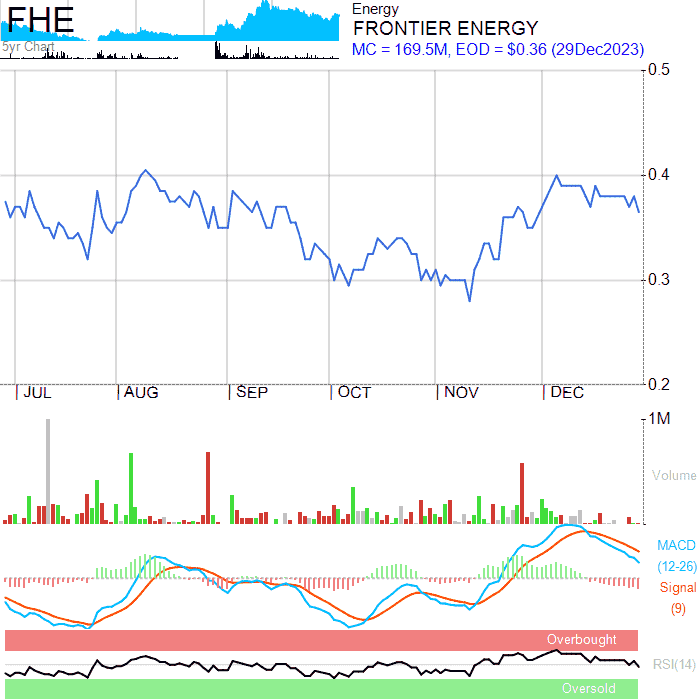 FHE
5yr Chart
Energy
FRONTIER ENERGY
MC = 169.5M, EOD = $0.36 (29Dec2023)
0.5
0.4
0.3
0.2
JUL AUG SEP OCT NOV DEC
1M
Volume
MACD
(12-26)
Signal
(9)
Overbought
RSI(14)
Oversold